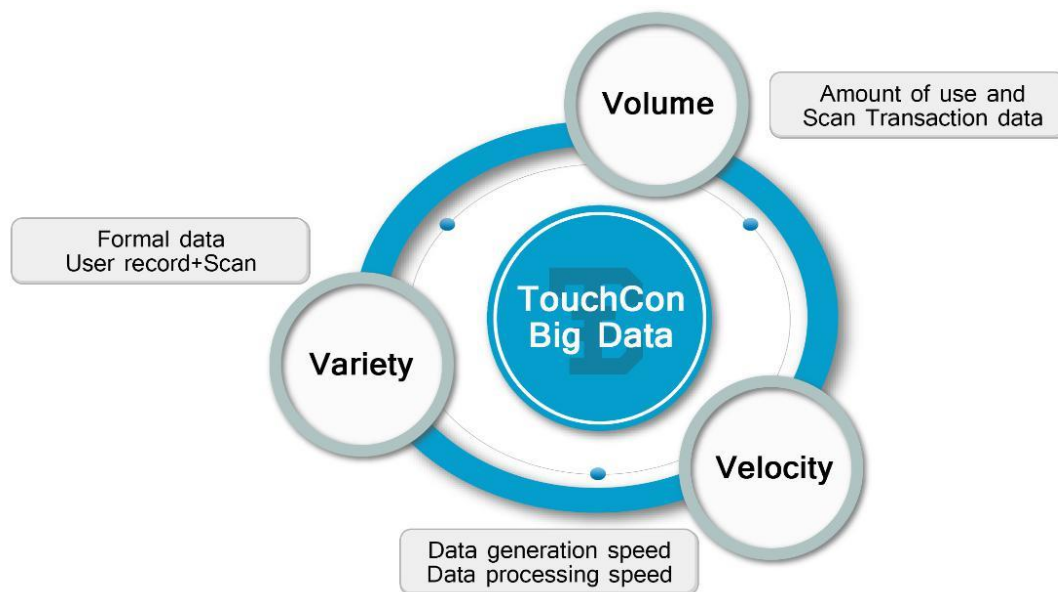 Volume
Amount of use and
Scan Transaction data
Formal data
User record+Scan
TouchCon
Big Data
Variety
Velocity
Data generation speed
Data processing speed